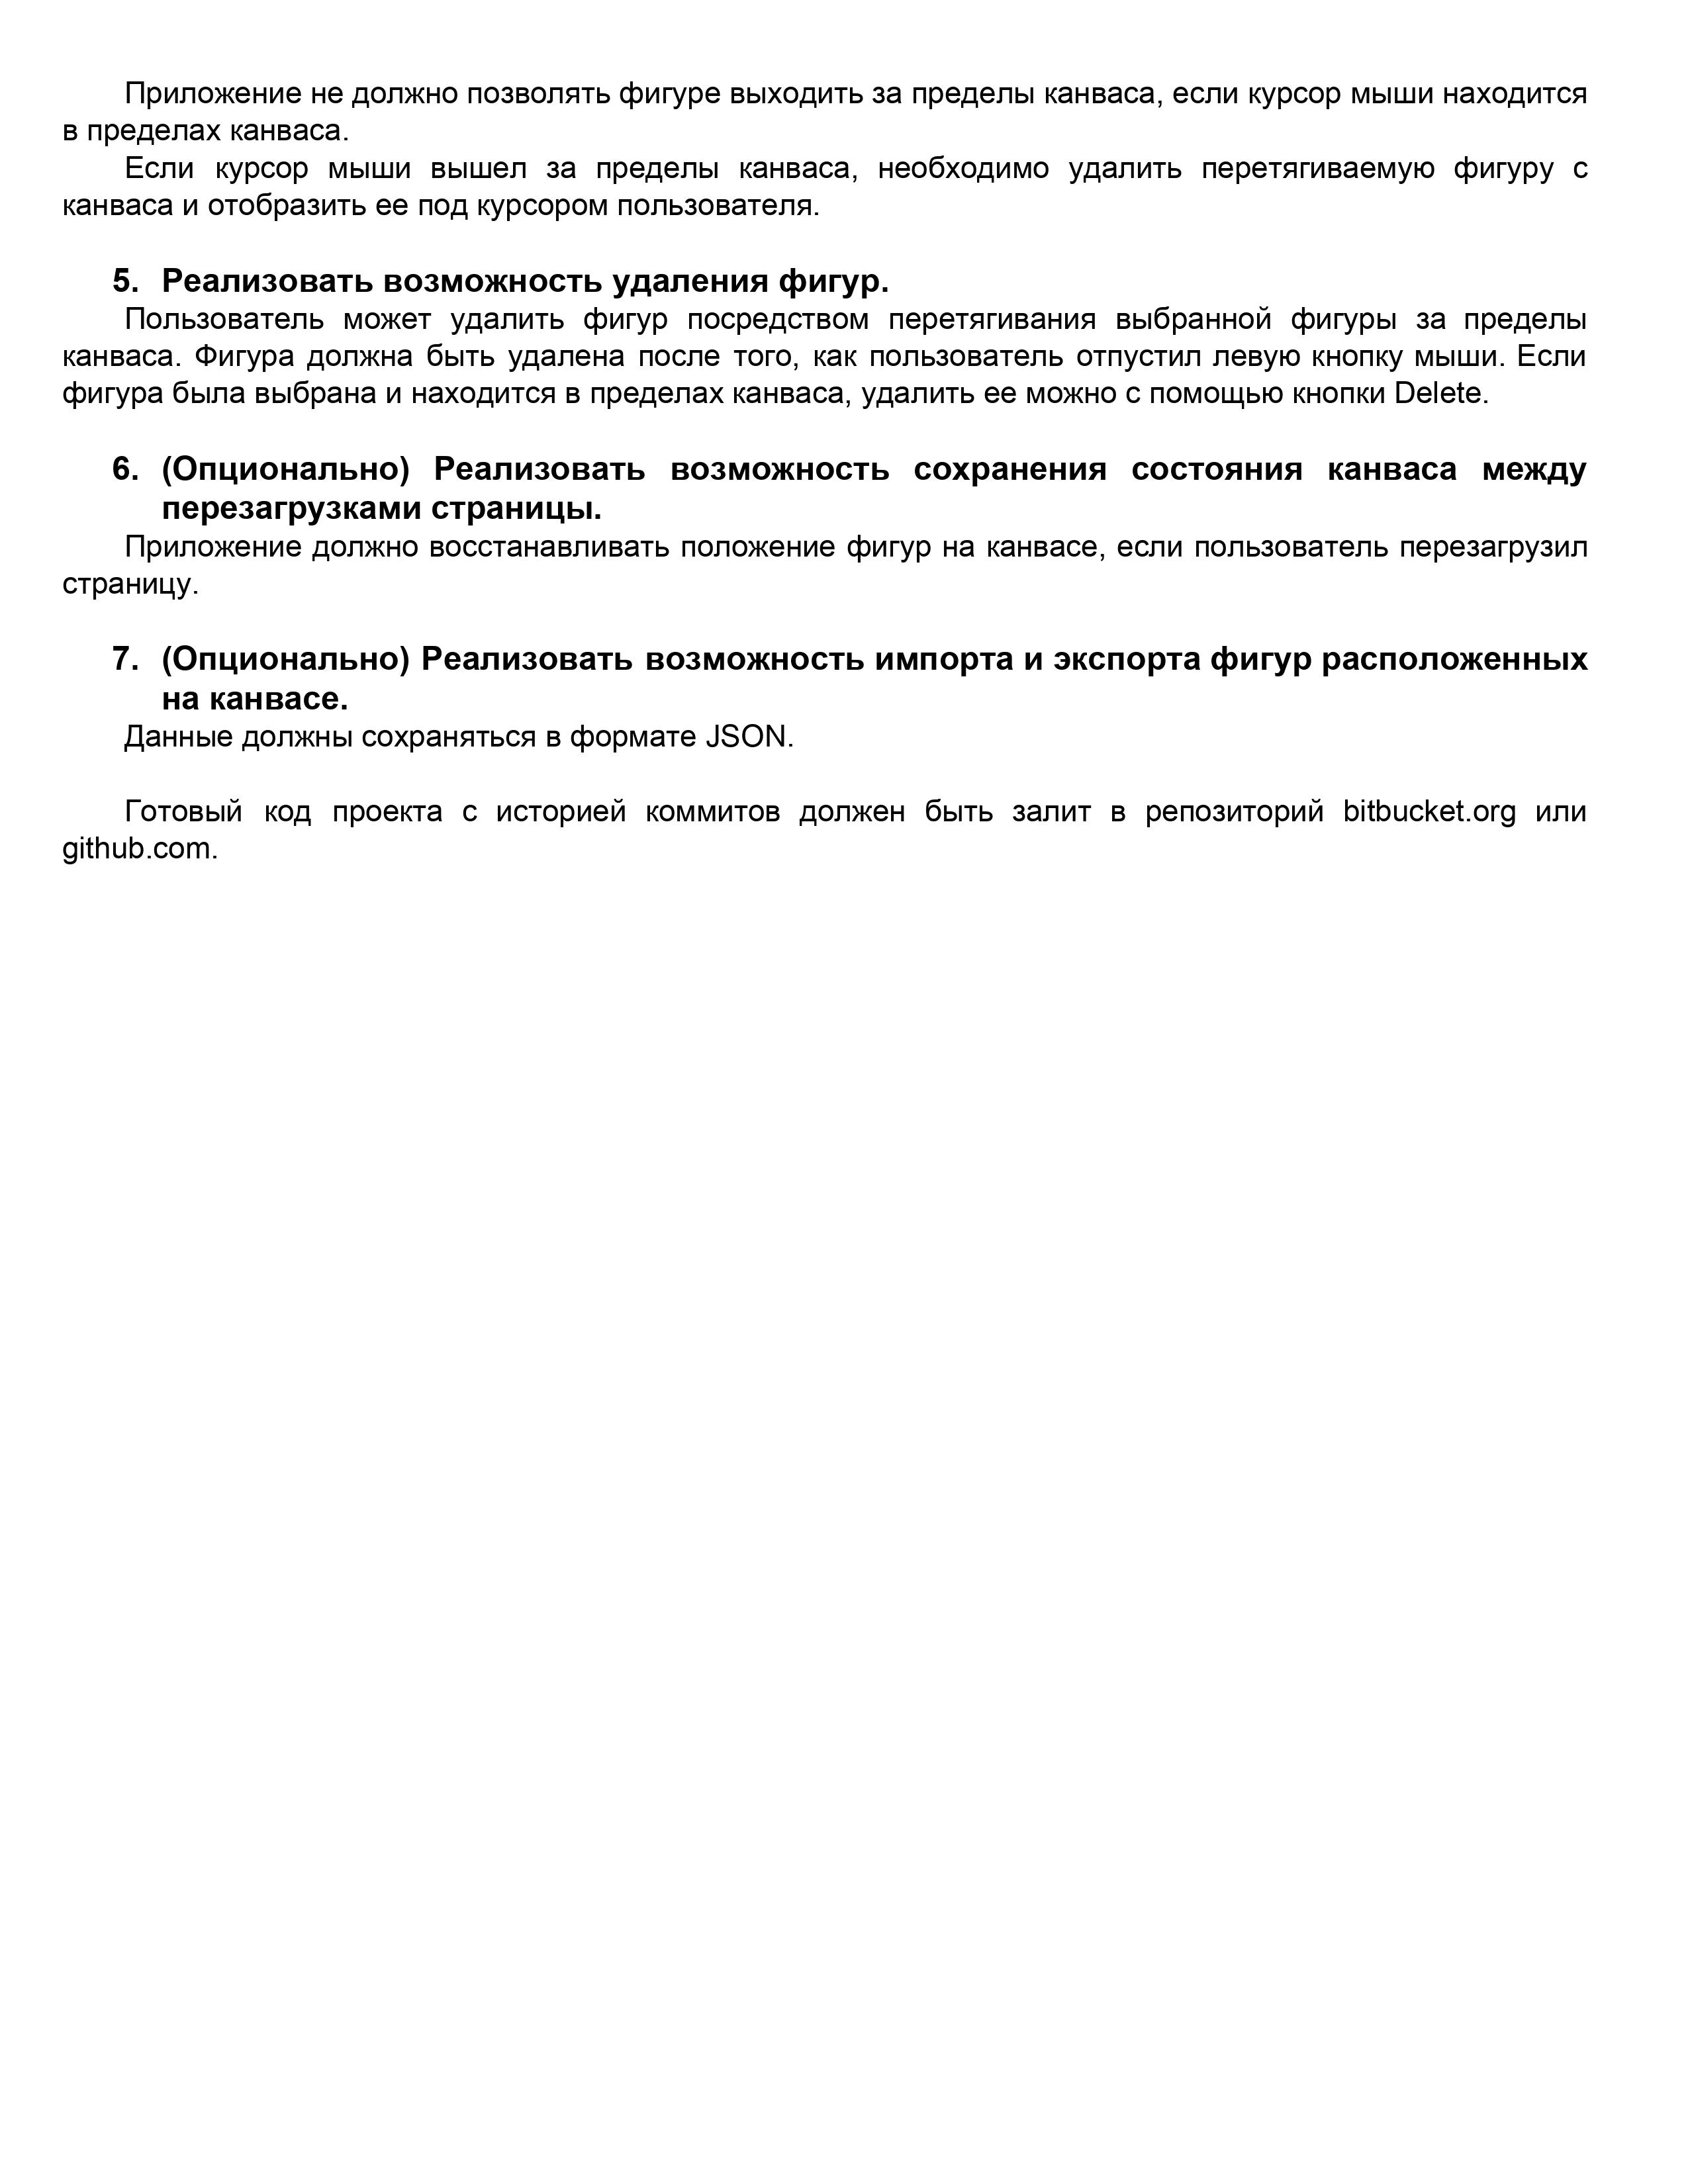 Приложение не должно позволять фигуре выходить за пределы канваса, если курсор мыши находится
в пределах канваса.
Если курсор мыши вышел за пределы канваса, необходимо удалить перетягиваемую фигуру с
канваса и отобразить ее под курсором пользователя.
5. Реализовать возможность удаления фигур.
Пользователь может удалить фигур посредством перетягивания выбранной фигуры за пределы
канваса. Фигура должна быть удалена после того, как пользователь отпустил левую кнопку мыши. Если
фигура была выбрана и находится в пределах канваса, удалить ее можно с помощью кнопки Delete.
6. (Опционально) Реализовать возможность сохранения состояния канваса между
перезагрузками страницы.
Приложение должно восстанавливать положение фигур на канвасе, если пользователь перезагрузил
страницу.
7. (Опционально) Реализовать возможность импорта и экспорта фигур расположенных
на канвасе.
Данные должны сохраняться в формате JSON.
Готовый код проекта с историей коммитов должен быть залит в репозиторий bitbucket.org или
github.com.